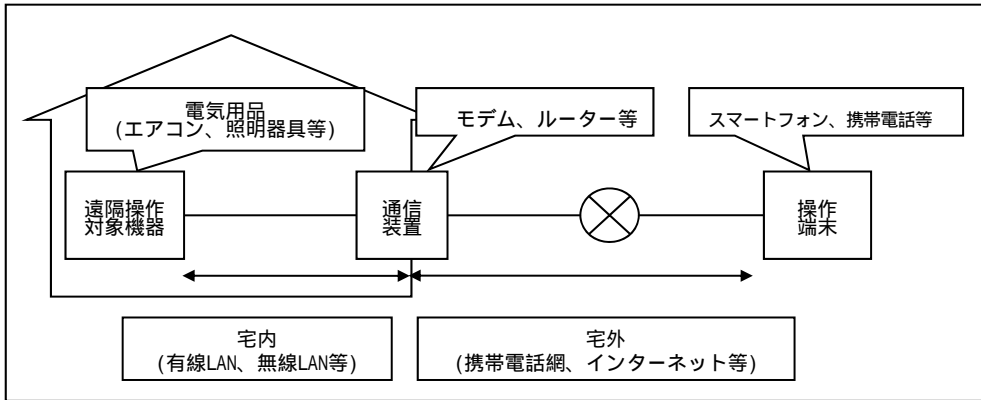 電気用品
(エアコン、照明器具等)
モデム、ルーター等
スマートフォン、携帯電話等
遠隔操作
対象機器
通信
装置
操作
端末
宅内
(有線LAN、無線LAN等)
宅外
(携帯電話網、インターネット等)